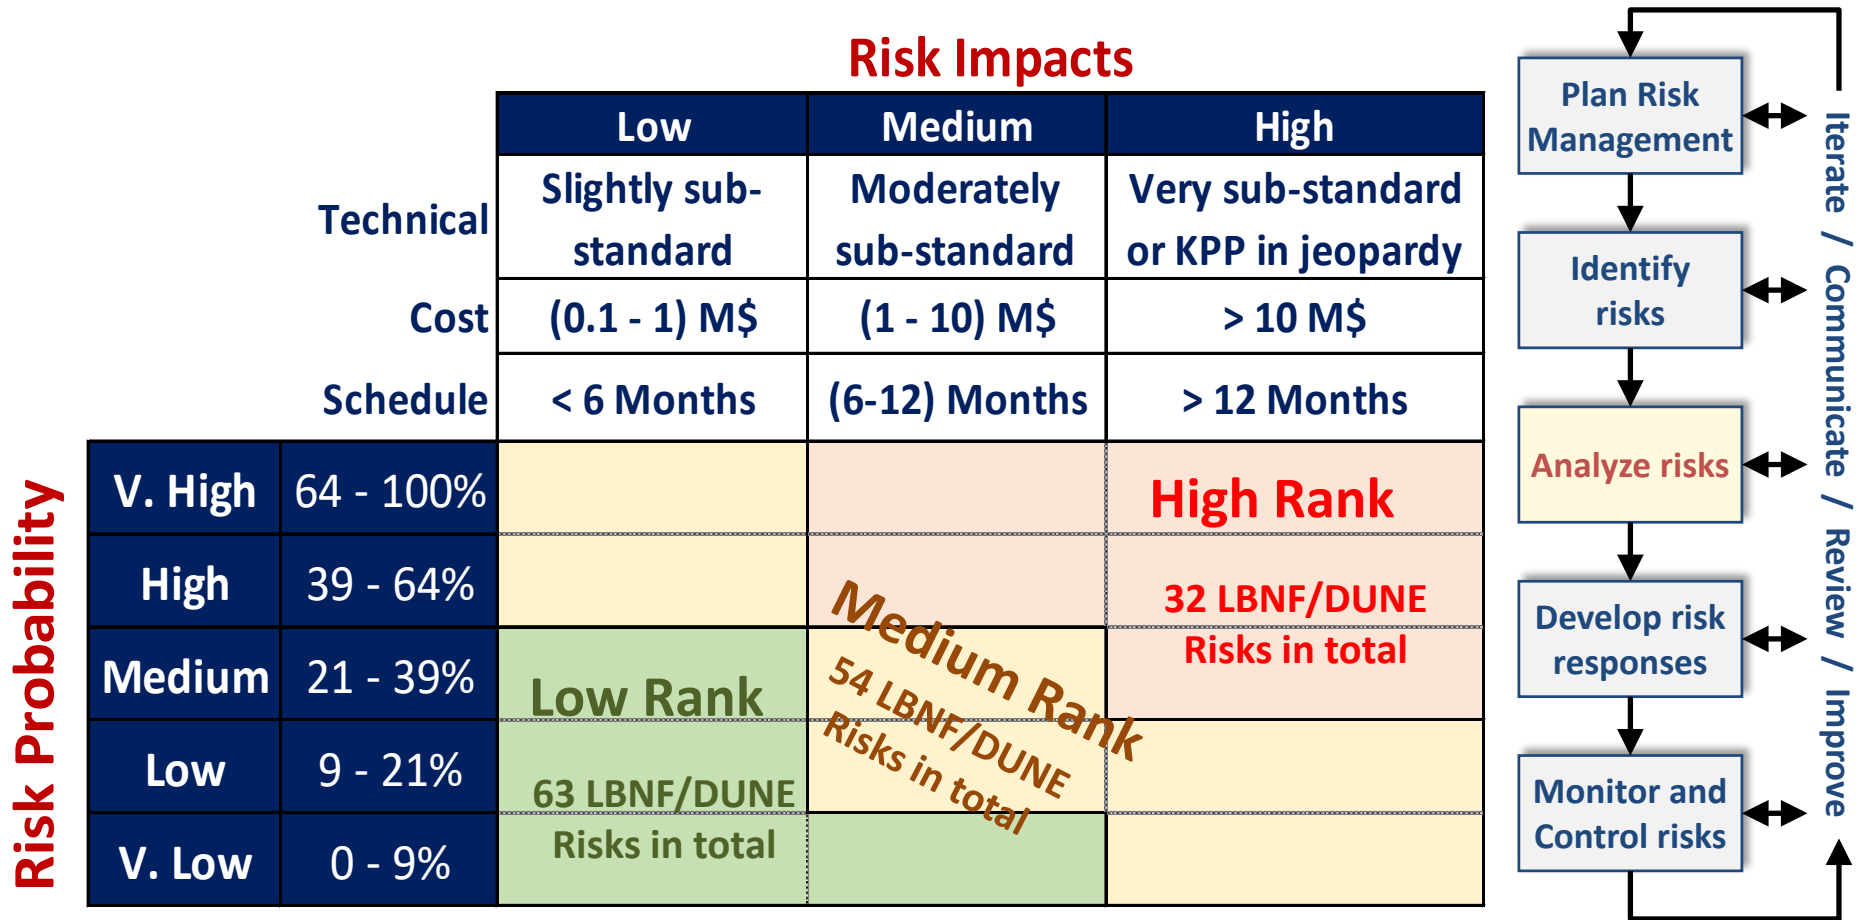 Risk Impacts
Low
Medium
High
Technical
Slightly sub-
standard
Moderately
sub-standard
Very sub-standard
or KPP in jeopardy
Cost
(0.1 - 1) M$
(1 - 10) M$
> 10 M$
Schedule
< 6 Months
(6-12) Months
> 12 Months
Risk Probability
V. High
64 - 100%
High
39 - 64%
Medium
21 - 39%
Low
9 - 21%
V. Low
0 - 9%
High Rank
32 LBNF/DUNE
Risks in total
Medium Rank
54 LBNF/DUNE
Risks in total
Low Rank
63 LBNF/DUNE
Risks in total
Plan Risk
Management
Identify
risks
Analyze risks
Develop risk
responses
Monitor and
Control risks
Iterate / Communicate / Review / Improve